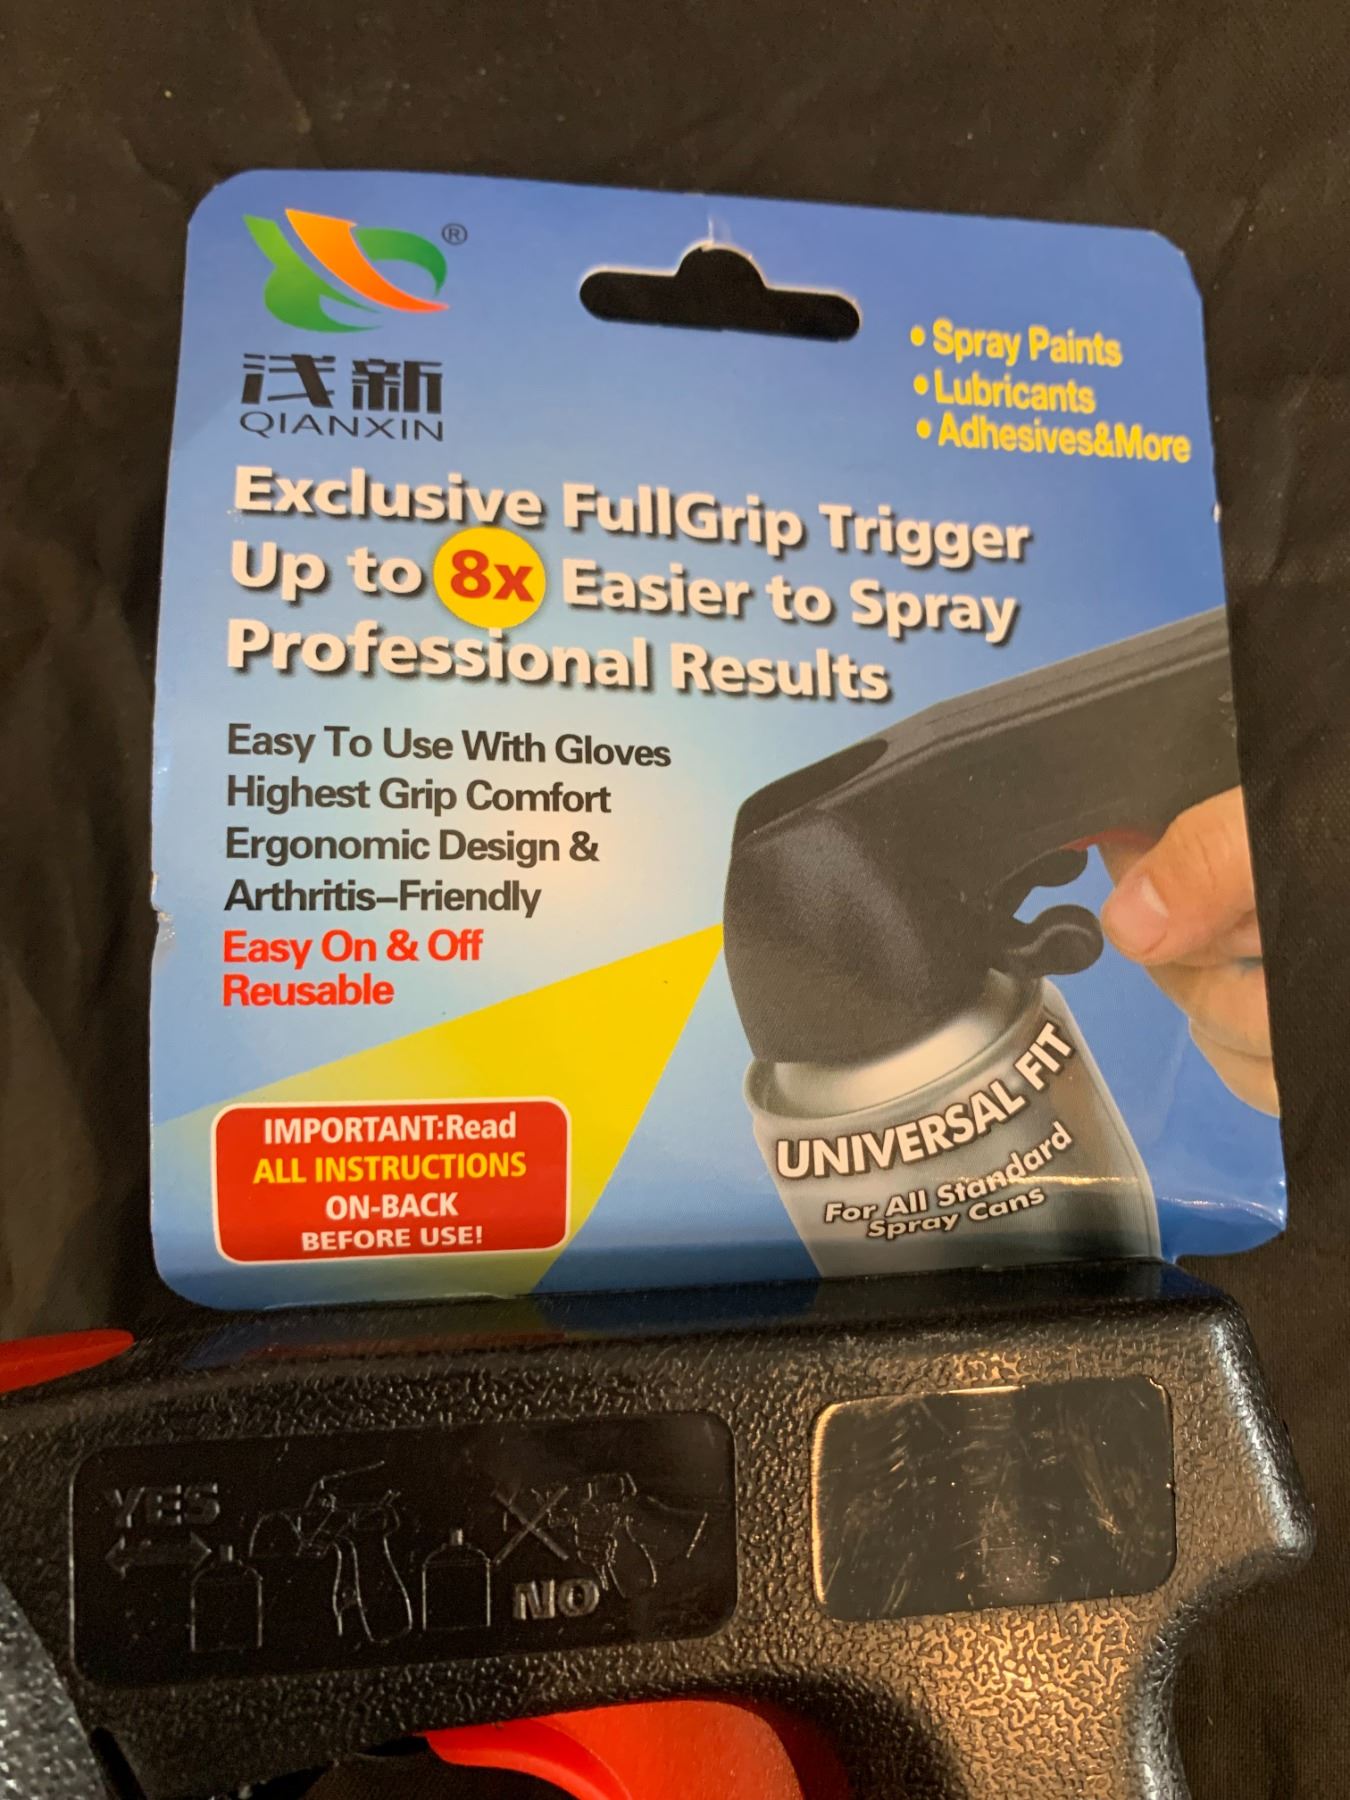 ®
浅新
QIANXIN
• Spray Paints
• Lubricants
• Adhesives&More
Exclusive FullGrip Trigger
Up to 8x Easier to Spray
Professional Results
Easy To Use With Gloves
Highest Grip Comfort
Ergonomic Design &
Arthritis–Friendly
Easy On & Off
Reusable
IMPORTANT:Read
ALL INSTRUCTIONS
ON-BACK
BEFORE USE!
UNIVERSAL FIT
For All Standard
Spray Cans
YES
NO